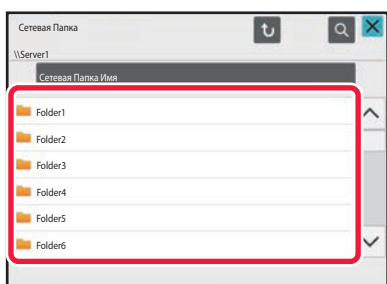 Сетевая Папка
\\Server1
Сетевая Папка Имя
Folder1
Folder2
Folder3
Folder4
Folder5
Folder6